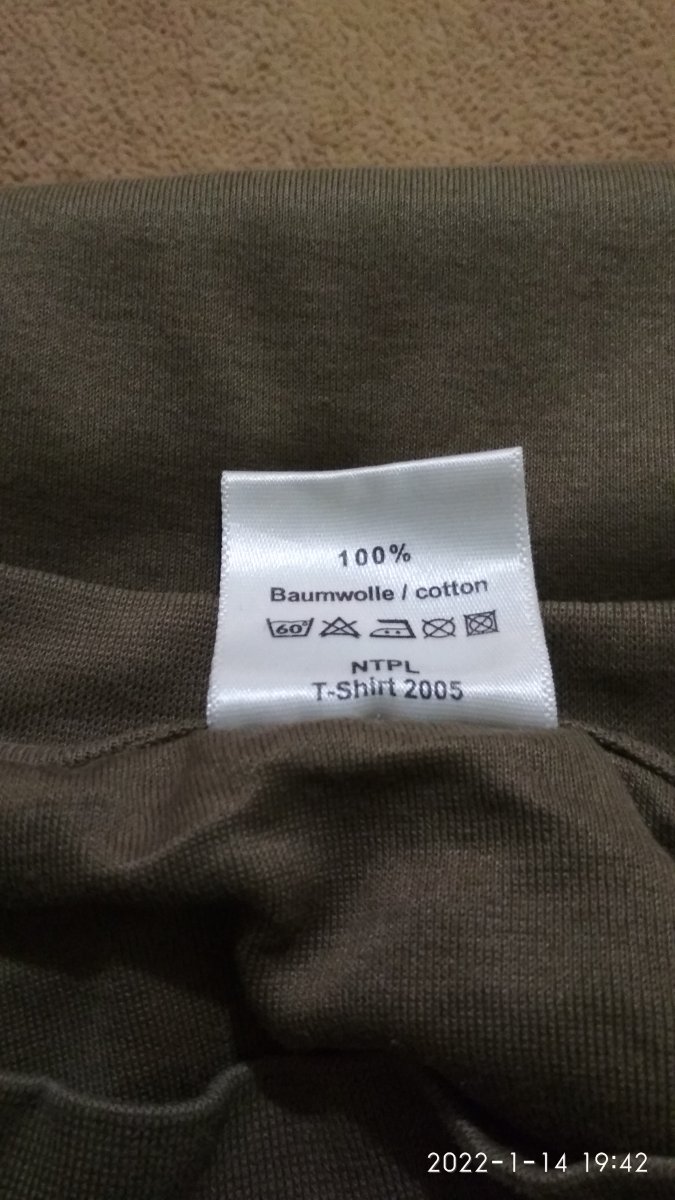 100%
Baumwolle / cotton
60°
NTPL
T-Shirt 2005
2022-1-14 19:42